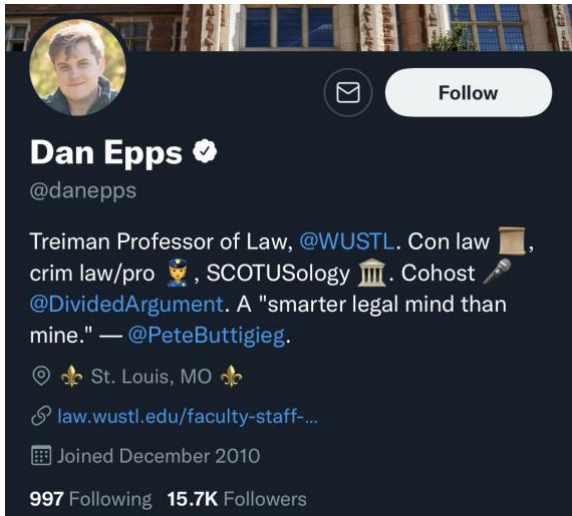 Follow
Dan Epps
@danepps
Treiman Professor of Law, @WUSTL. Con law 📜,
crim law/pro 👮, SCOTUSology 🏛️. Cohost 🎤
@DividedArgument. A "smarter legal mind than
mine." — @PeteButtigieg.
⚜️ St. Louis, MO ⚜️
law.wustl.edu/faculty-staff-...
Joined December 2010
997 Following 15.7K Followers